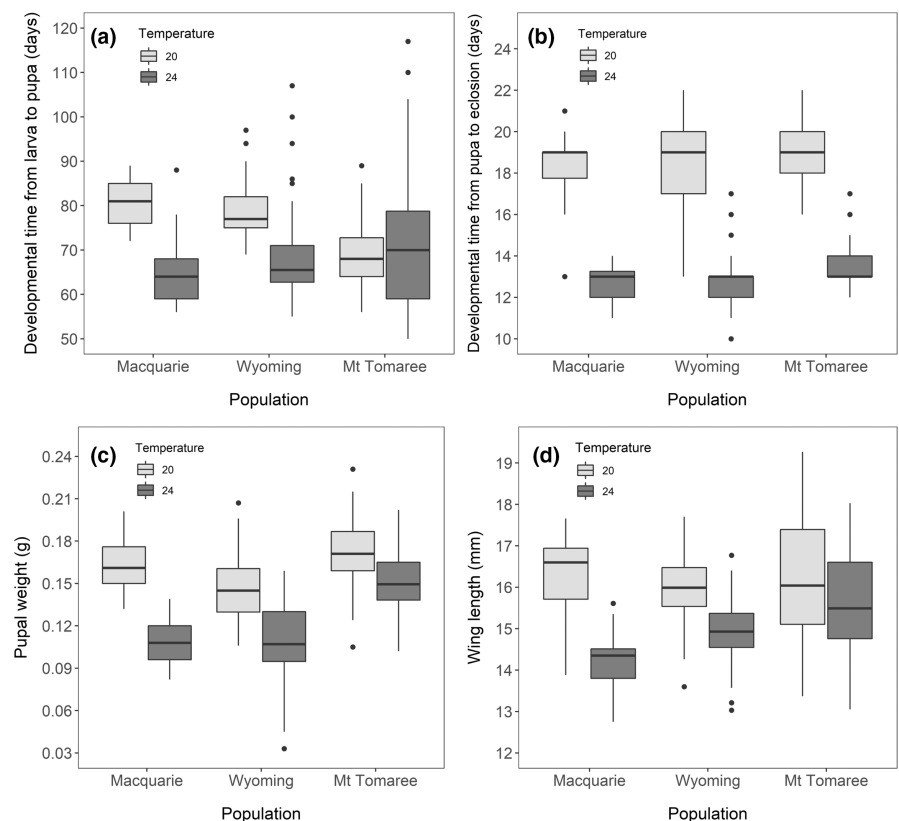 (a)
Temperature
20
24
Developmental time from larva to pupa (days)
120
110
100
90
80
70
60
50
Macquarie Wyoming Mt Tomaree
Population
(b)
Temperature
20
24
Developmental time from pupa to eclosion (days)
24
22
20
18
16
14
12
10
Macquarie Wyoming Mt Tomaree
Population
(c)
Temperature
20
24
Pupal weight (g)
0.24
0.21
0.18
0.15
0.12
0.09
0.06
0.03
Macquarie Wyoming Mt Tomaree
Population
(d)
Temperature
20
24
Wing length (mm)
19
18
17
16
15
14
13
12
Macquarie Wyoming Mt Tomaree
Population